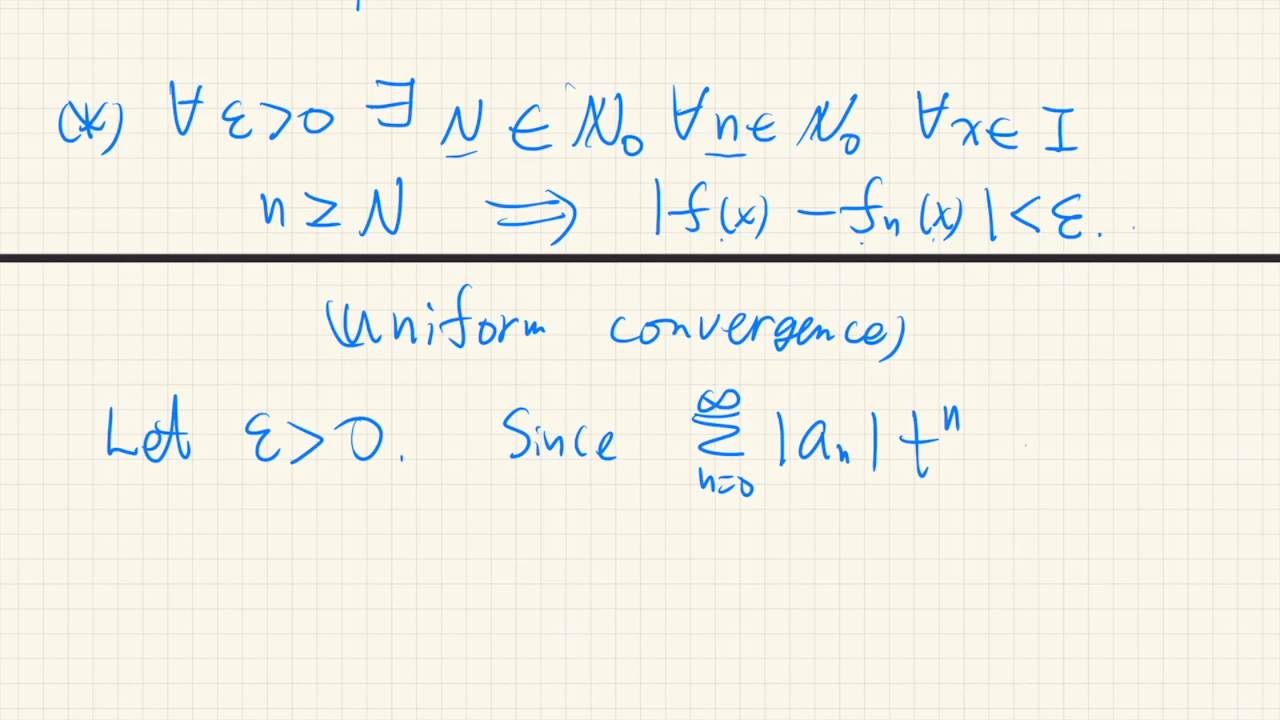 (*) ∀ ε>0 ∃ N ∈ ℕ₀ ∀n∈ ℕ₀ ∀x∈ I
n ≥ N ⟹ |f(x) − fₙ(x)| < ε.
(Uniform convergence)
Let ε>0. Since ∑_{n=0}^{∞} |aₙ| tⁿ